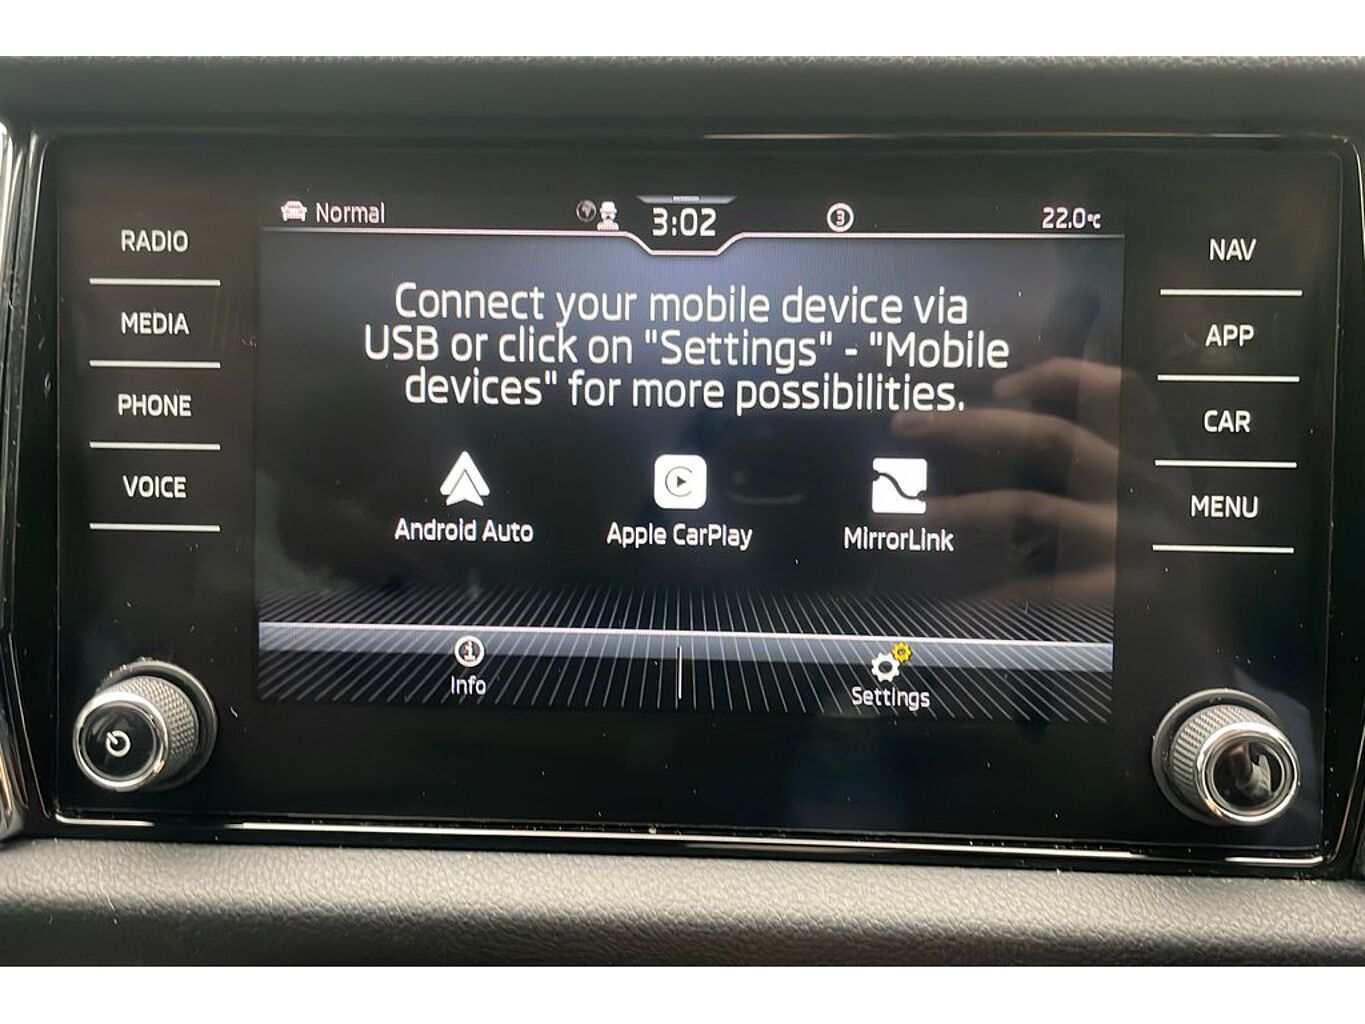 Normal
3:02
3
22.0°C
RADIO
MEDIA
PHONE
VOICE
Connect your mobile device via
USB or click on "Settings" - "Mobile
devices" for more possibilities.
Android Auto
Apple CarPlay
MirrorLink
Info
Settings
NAV
APP
CAR
MENU